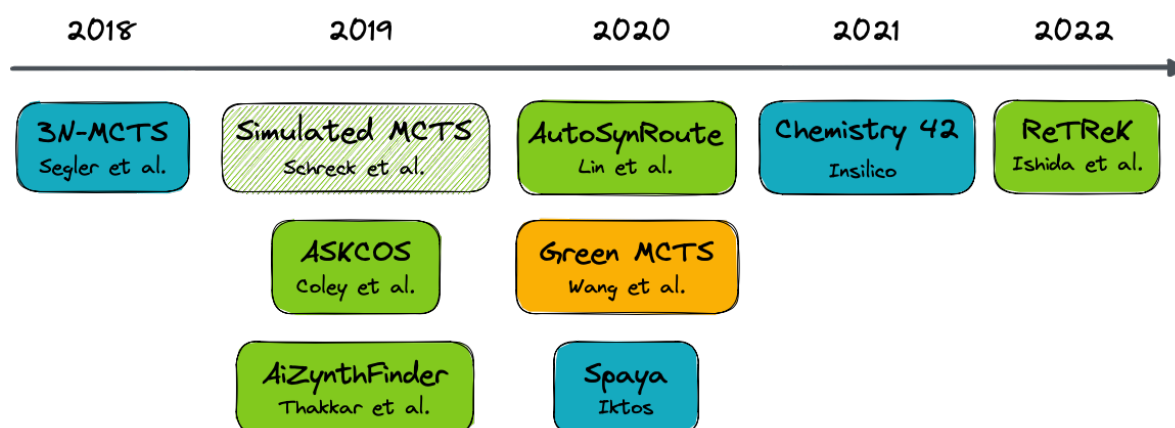 2018
2019
2020
2021
2022
3N-MCTS
Segler et al.
Simulated MCTS
Schreck et al.
AutoSynRoute
Lin et al.
Chemistry 42
Insilico
ReTReK
Ishida et al.
ASKCOS
Coley et al.
Green MCTS
Wang et al.
AiZynthFinder
Thakkar et al.
Spaya
Iktos